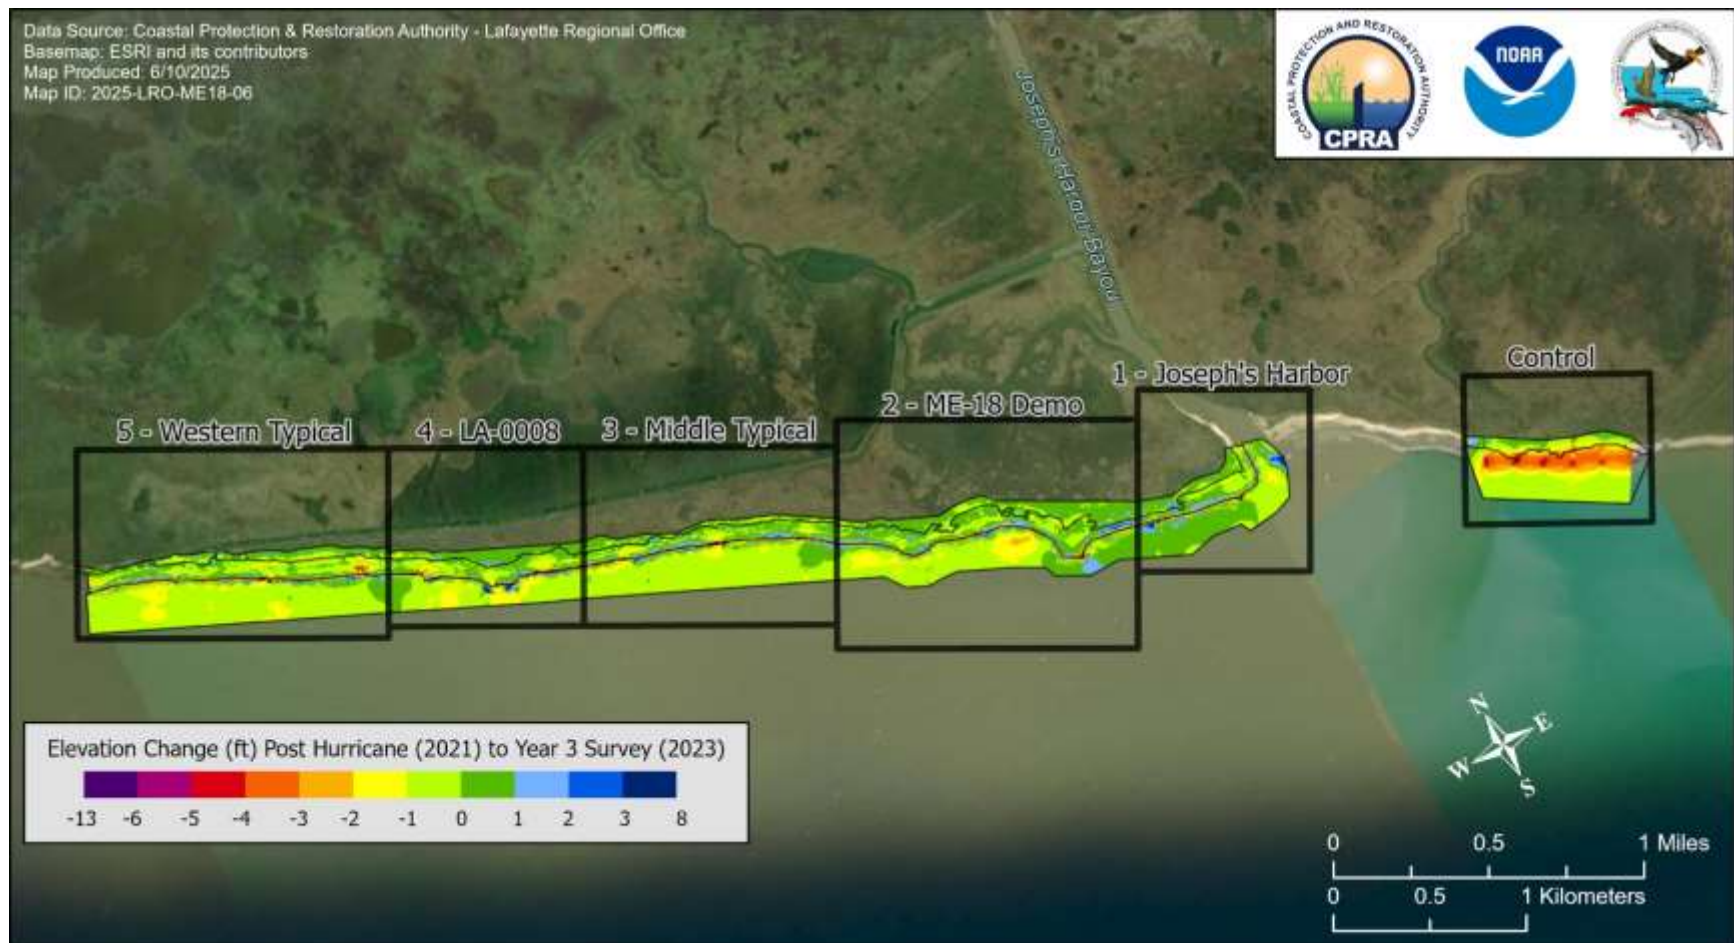 Data Source: Coastal Protection & Restoration Authority - Lafayette Regional Office
Basemap: ESRI and its contributors
Map Produced: 6/10/2025
Map ID: 2025-LRO-ME18-06
COASTAL PROTECTION AND RESTORATION AUTHORITY
CPRA
NOAA
Joseph's Harbor Bayou
Control
1 - Joseph's Harbor
2 - ME-18 Demo
3 - Middle Typical
4 - LA-0008
5 - Western Typical
Elevation Change (ft) Post Hurricane (2021) to Year 3 Survey (2023)
-13 -6 -5 -4 -3 -2 -1 0 1 2 3 8
N
E
W
S
0 0.5 1 Miles
0 0.5 1 Kilometers